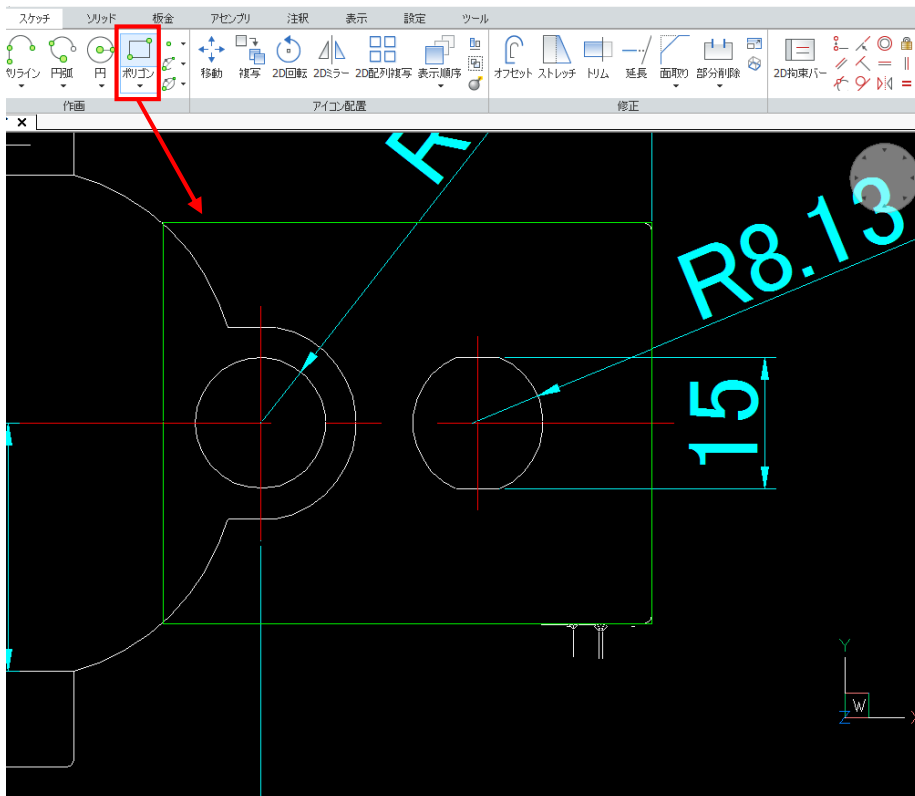 スケッチ ソリッド 板金 アセンブリ 注釈 表示 設定 ツール
ポリライン 円弧 円 ポリゴン 移動 複写 2D回転 2Dミラー 2D配列複写 表示順序 オフセット ストレッチ トリム 延長 面取り 部分削除 2D拘束バー
作画 アイコン配置 修正
R
R8.13
15
Y
W
Z X